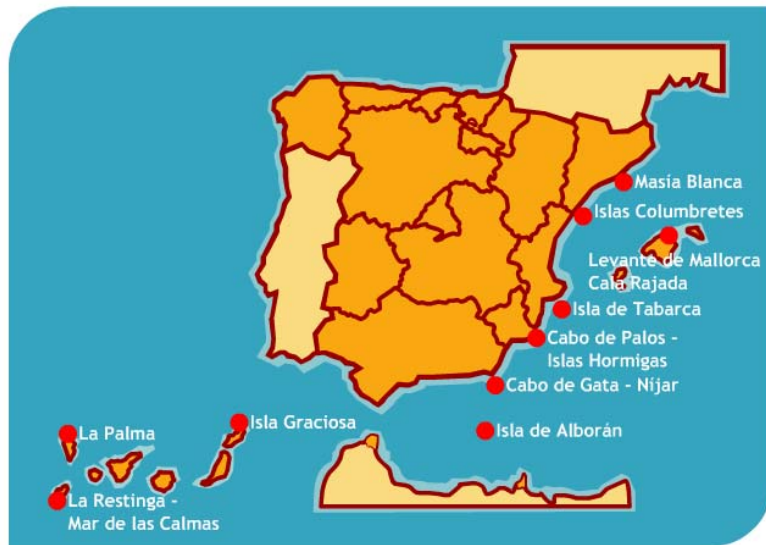 Masía Blanca
Islas Columbretes
Levante de Mallorca
Cala Rajada
Isla de Tabarca
Cabo de Palos -
Islas Hormigas
Cabo de Gata - Níjar
Isla Graciosa
Isla de Alborán
La Palma
La Restinga -
Mar de las Calmas